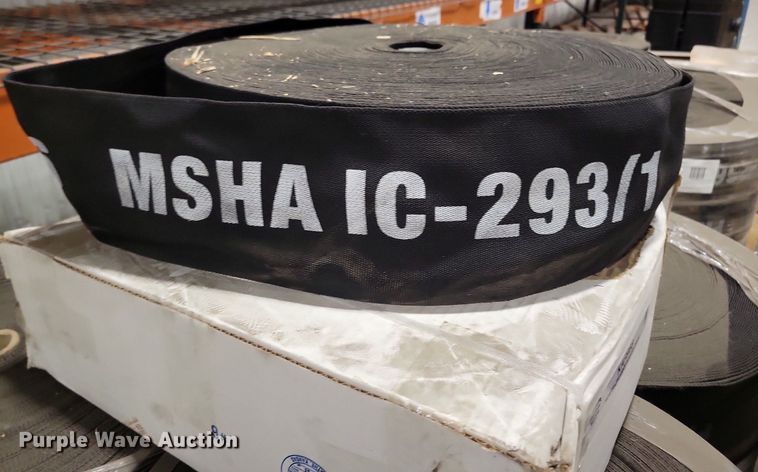 MSHA IC-293/1
Purple Wave Auction